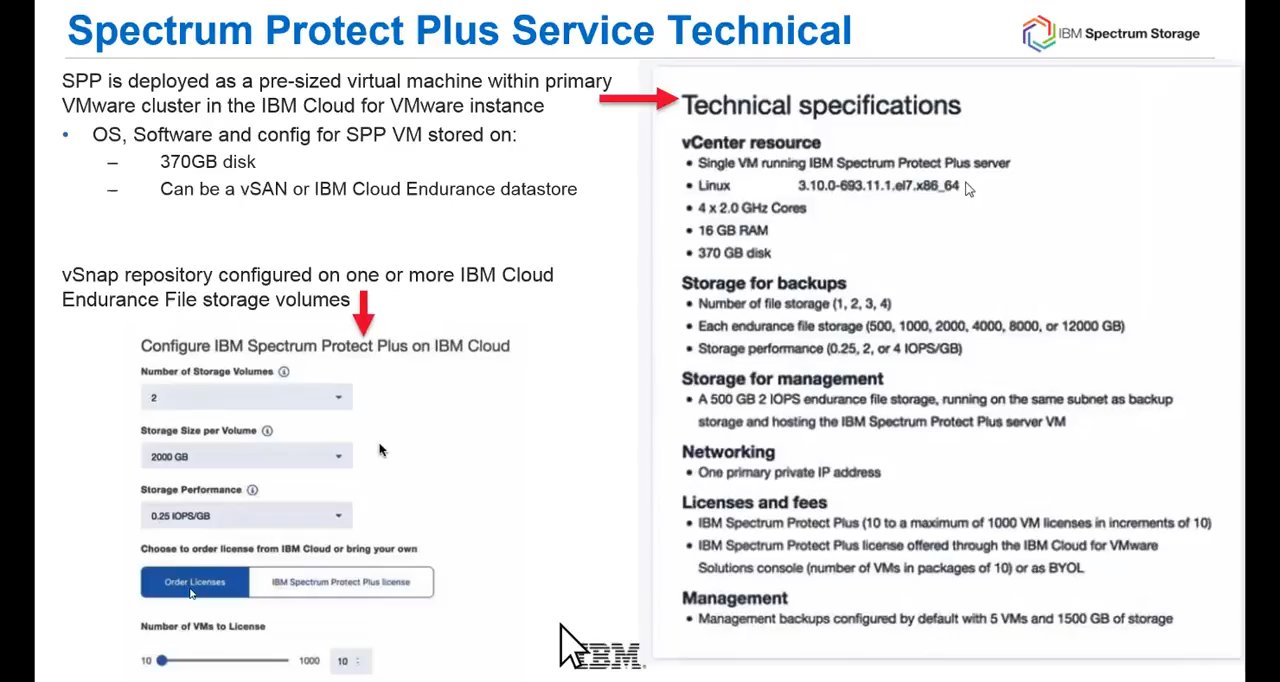 Spectrum Protect Plus Service Technical
IBM Spectrum Storage
SPP is deployed as a pre-sized virtual machine within primary
VMware cluster in the IBM Cloud for VMware instance
• OS, Software and config for SPP VM stored on:
– 370GB disk
– Can be a vSAN or IBM Cloud Endurance datastore
vSnap repository configured on one or more IBM Cloud
Endurance File storage volumes
Configure IBM Spectrum Protect Plus on IBM Cloud
Number of Storage Volumes
2
Storage Size per Volume
2000 GB
Storage Performance
0.25 IOPS/GB
Choose to order license from IBM Cloud or bring your own
Order Licenses
IBM Spectrum Protect Plus license
Number of VMs to License
10 1000 10
Technical specifications
vCenter resource
• Single VM running IBM Spectrum Protect Plus server
• Linux 3.10.0-693.11.1.el7.x86_64
• 4 x 2.0 GHz Cores
• 16 GB RAM
• 370 GB disk
Storage for backups
• Number of file storage (1, 2, 3, 4)
• Each endurance file storage (500, 1000, 2000, 4000, 8000, or 12000 GB)
• Storage performance (0.25, 2, or 4 IOPS/GB)
Storage for management
• A 500 GB 2 IOPS endurance file storage, running on the same subnet as backup
storage and hosting the IBM Spectrum Protect Plus server VM
Networking
• One primary private IP address
Licenses and fees
• IBM Spectrum Protect Plus (10 to a maximum of 1000 VM licenses in increments of 10)
• IBM Spectrum Protect Plus license offered through the IBM Cloud for VMware
Solutions console (number of VMs in packages of 10) or as BYOL
Management
• Management backups configured by default with 5 VMs and 1500 GB of storage
IBM